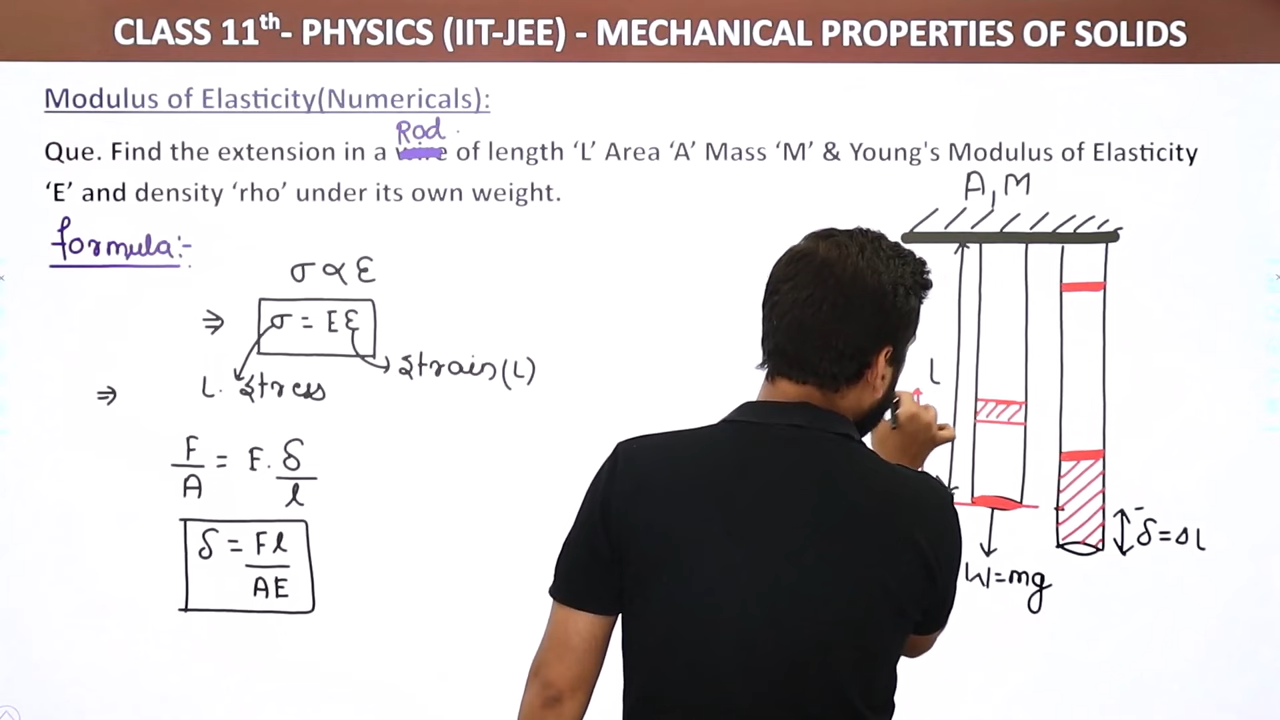 CLASS 11th- PHYSICS (IIT-JEE) - MECHANICAL PROPERTIES OF SOLIDS
Modulus of Elasticity(Numericals):
Rod
Que. Find the extension in a wire of length ‘L’ Area ‘A’ Mass ‘M’ & Young's Modulus of Elasticity
‘E’ and density ‘rho’ under its own weight.
formula:-
σ ∝ ε
⇒ σ = Eε
L. Stress
Strain(L)
⇒
F/A = E. δ/l
δ = Fl/AE
A, M
L
W=mg
δ=ΔL